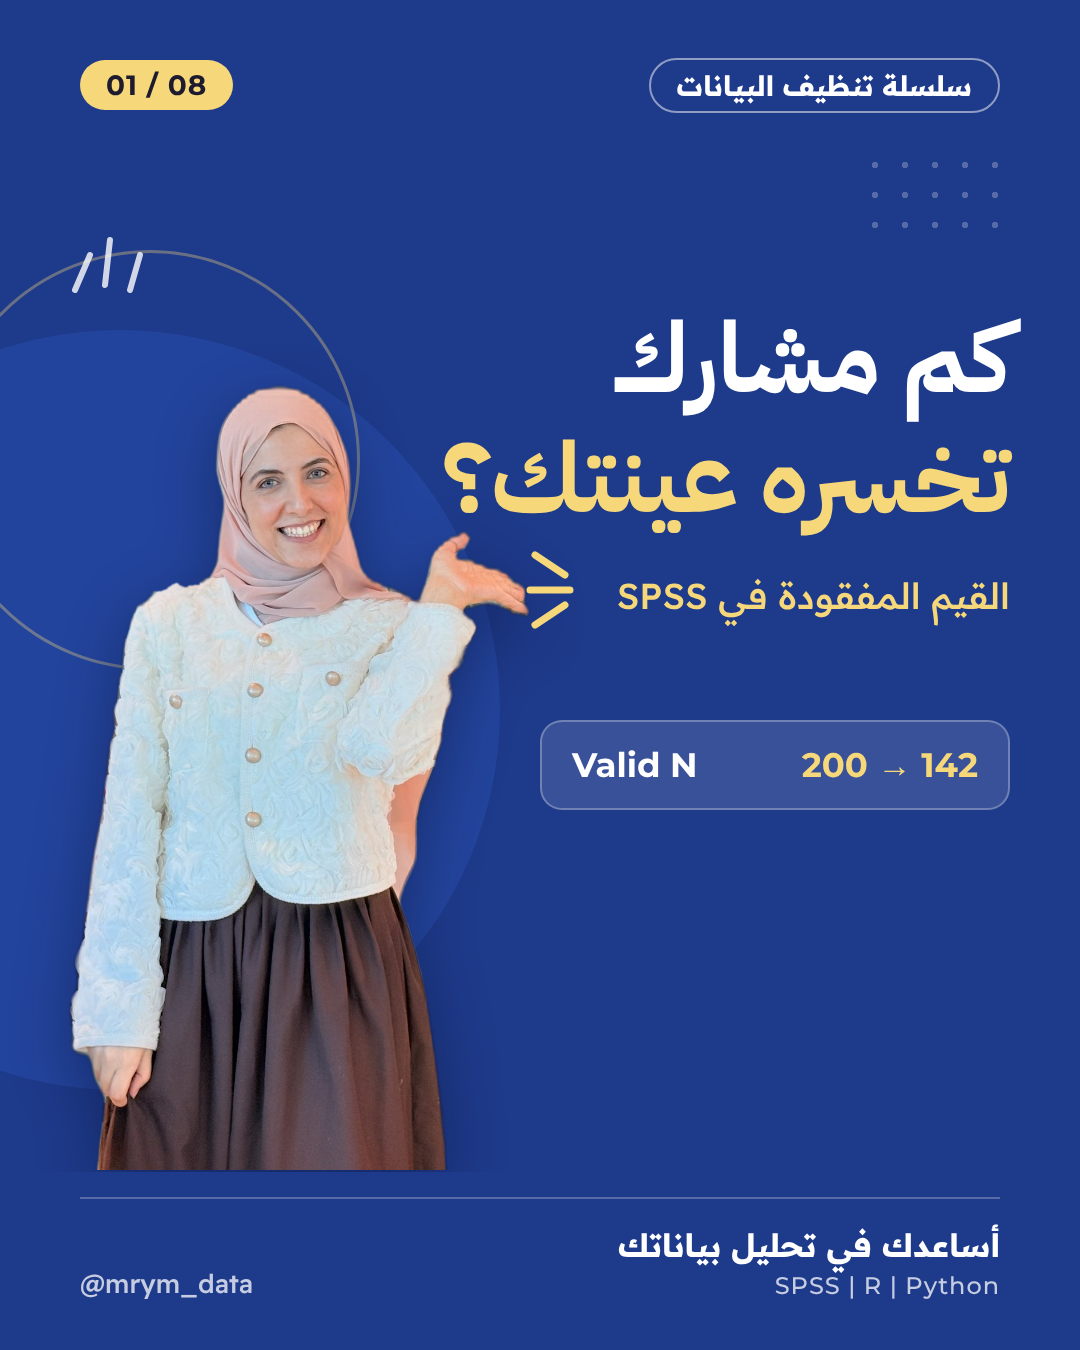 سلسلة تنظيف البيانات
01 / 08
كم مشارك
تخسره عينتك؟
القيم المفقودة في SPSS
Valid N 200 → 142
أساعدك في تحليل بياناتك
SPSS | R | Python
@mrym_data